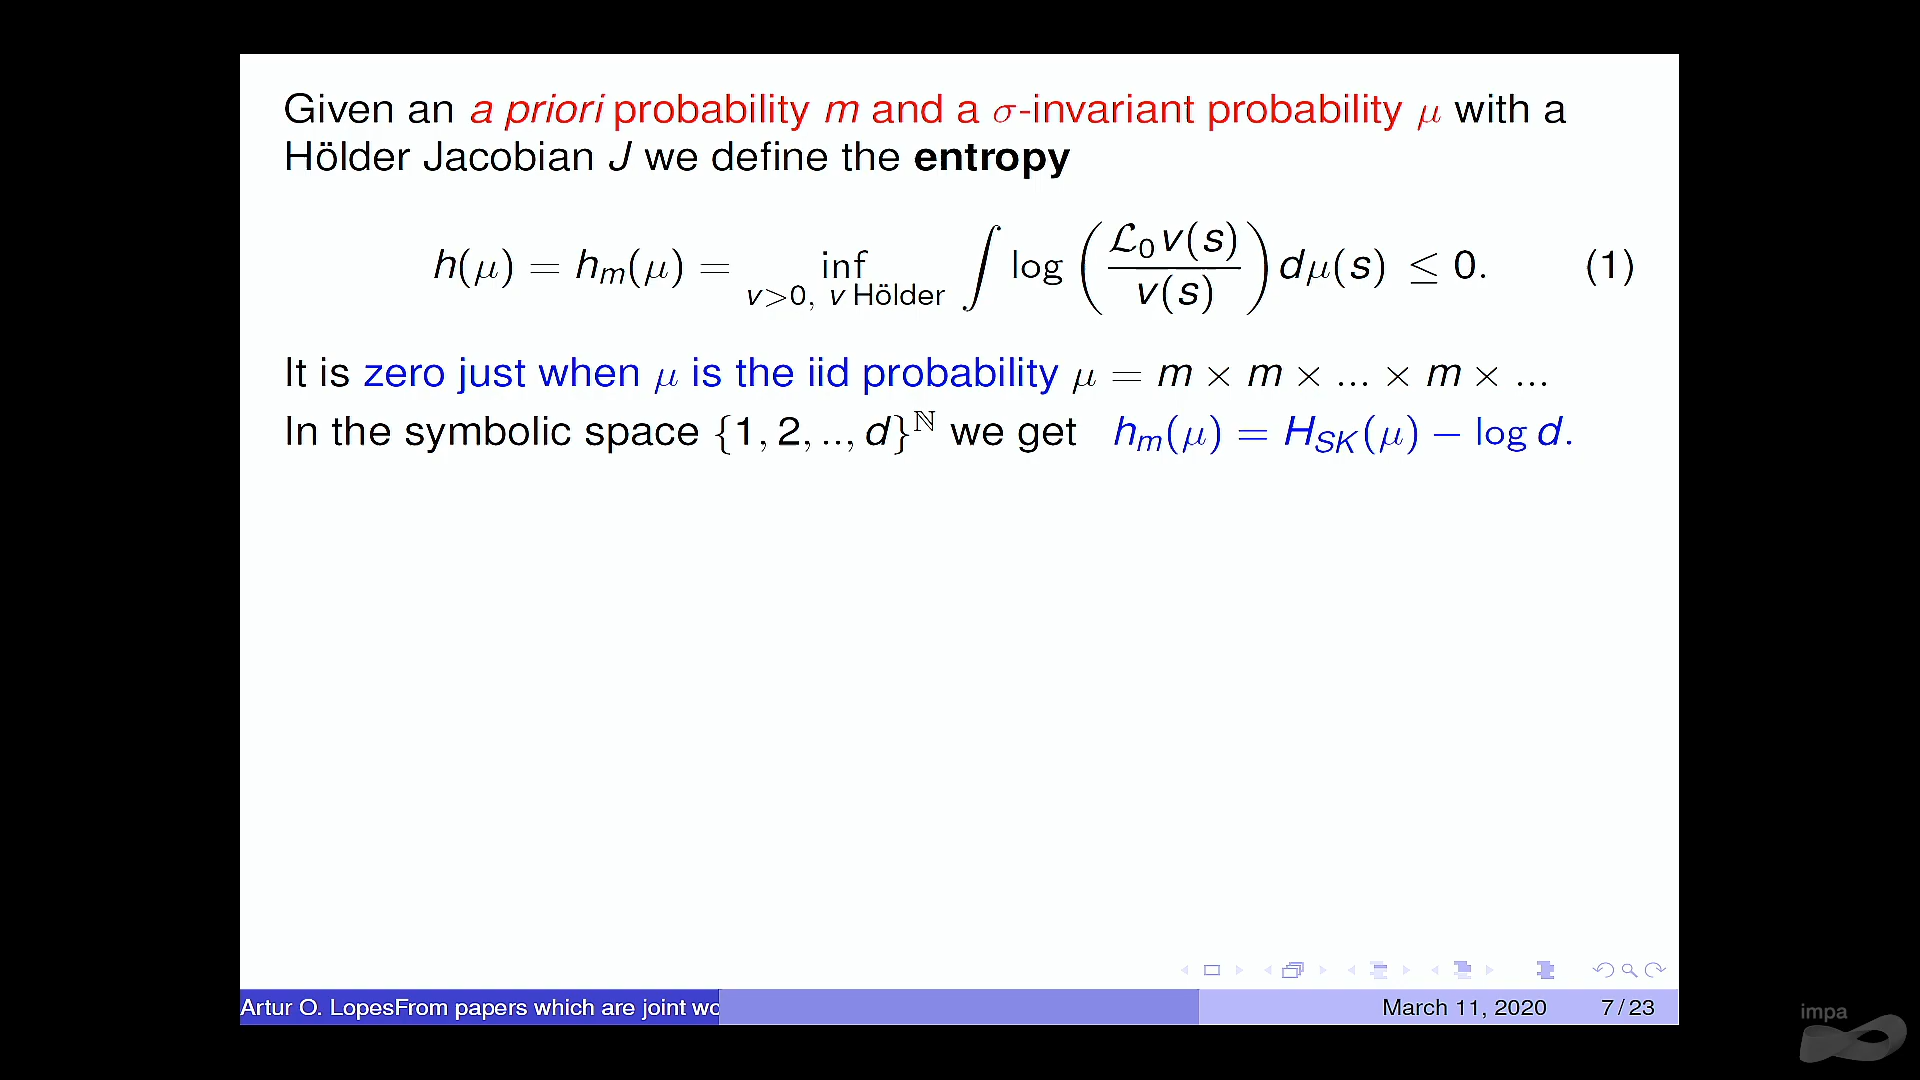 Given an a priori probability m and a σ-invariant probability μ with a
Hölder Jacobian J we define the entropy
h(μ) = h_m(μ) = inf_{v>0, v Hölder} ∫ log ( ℒ_0 v(s) / v(s) ) dμ(s) ≤ 0. (1)
It is zero just when μ is the iid probability μ = m × m × ... × m × ...
In the symbolic space {1, 2, .., d}^ℕ we get h_m(μ) = H_{SK}(μ) − log d.
Artur O. LopesFrom papers which are joint wo
March 11, 2020 7/23
impa